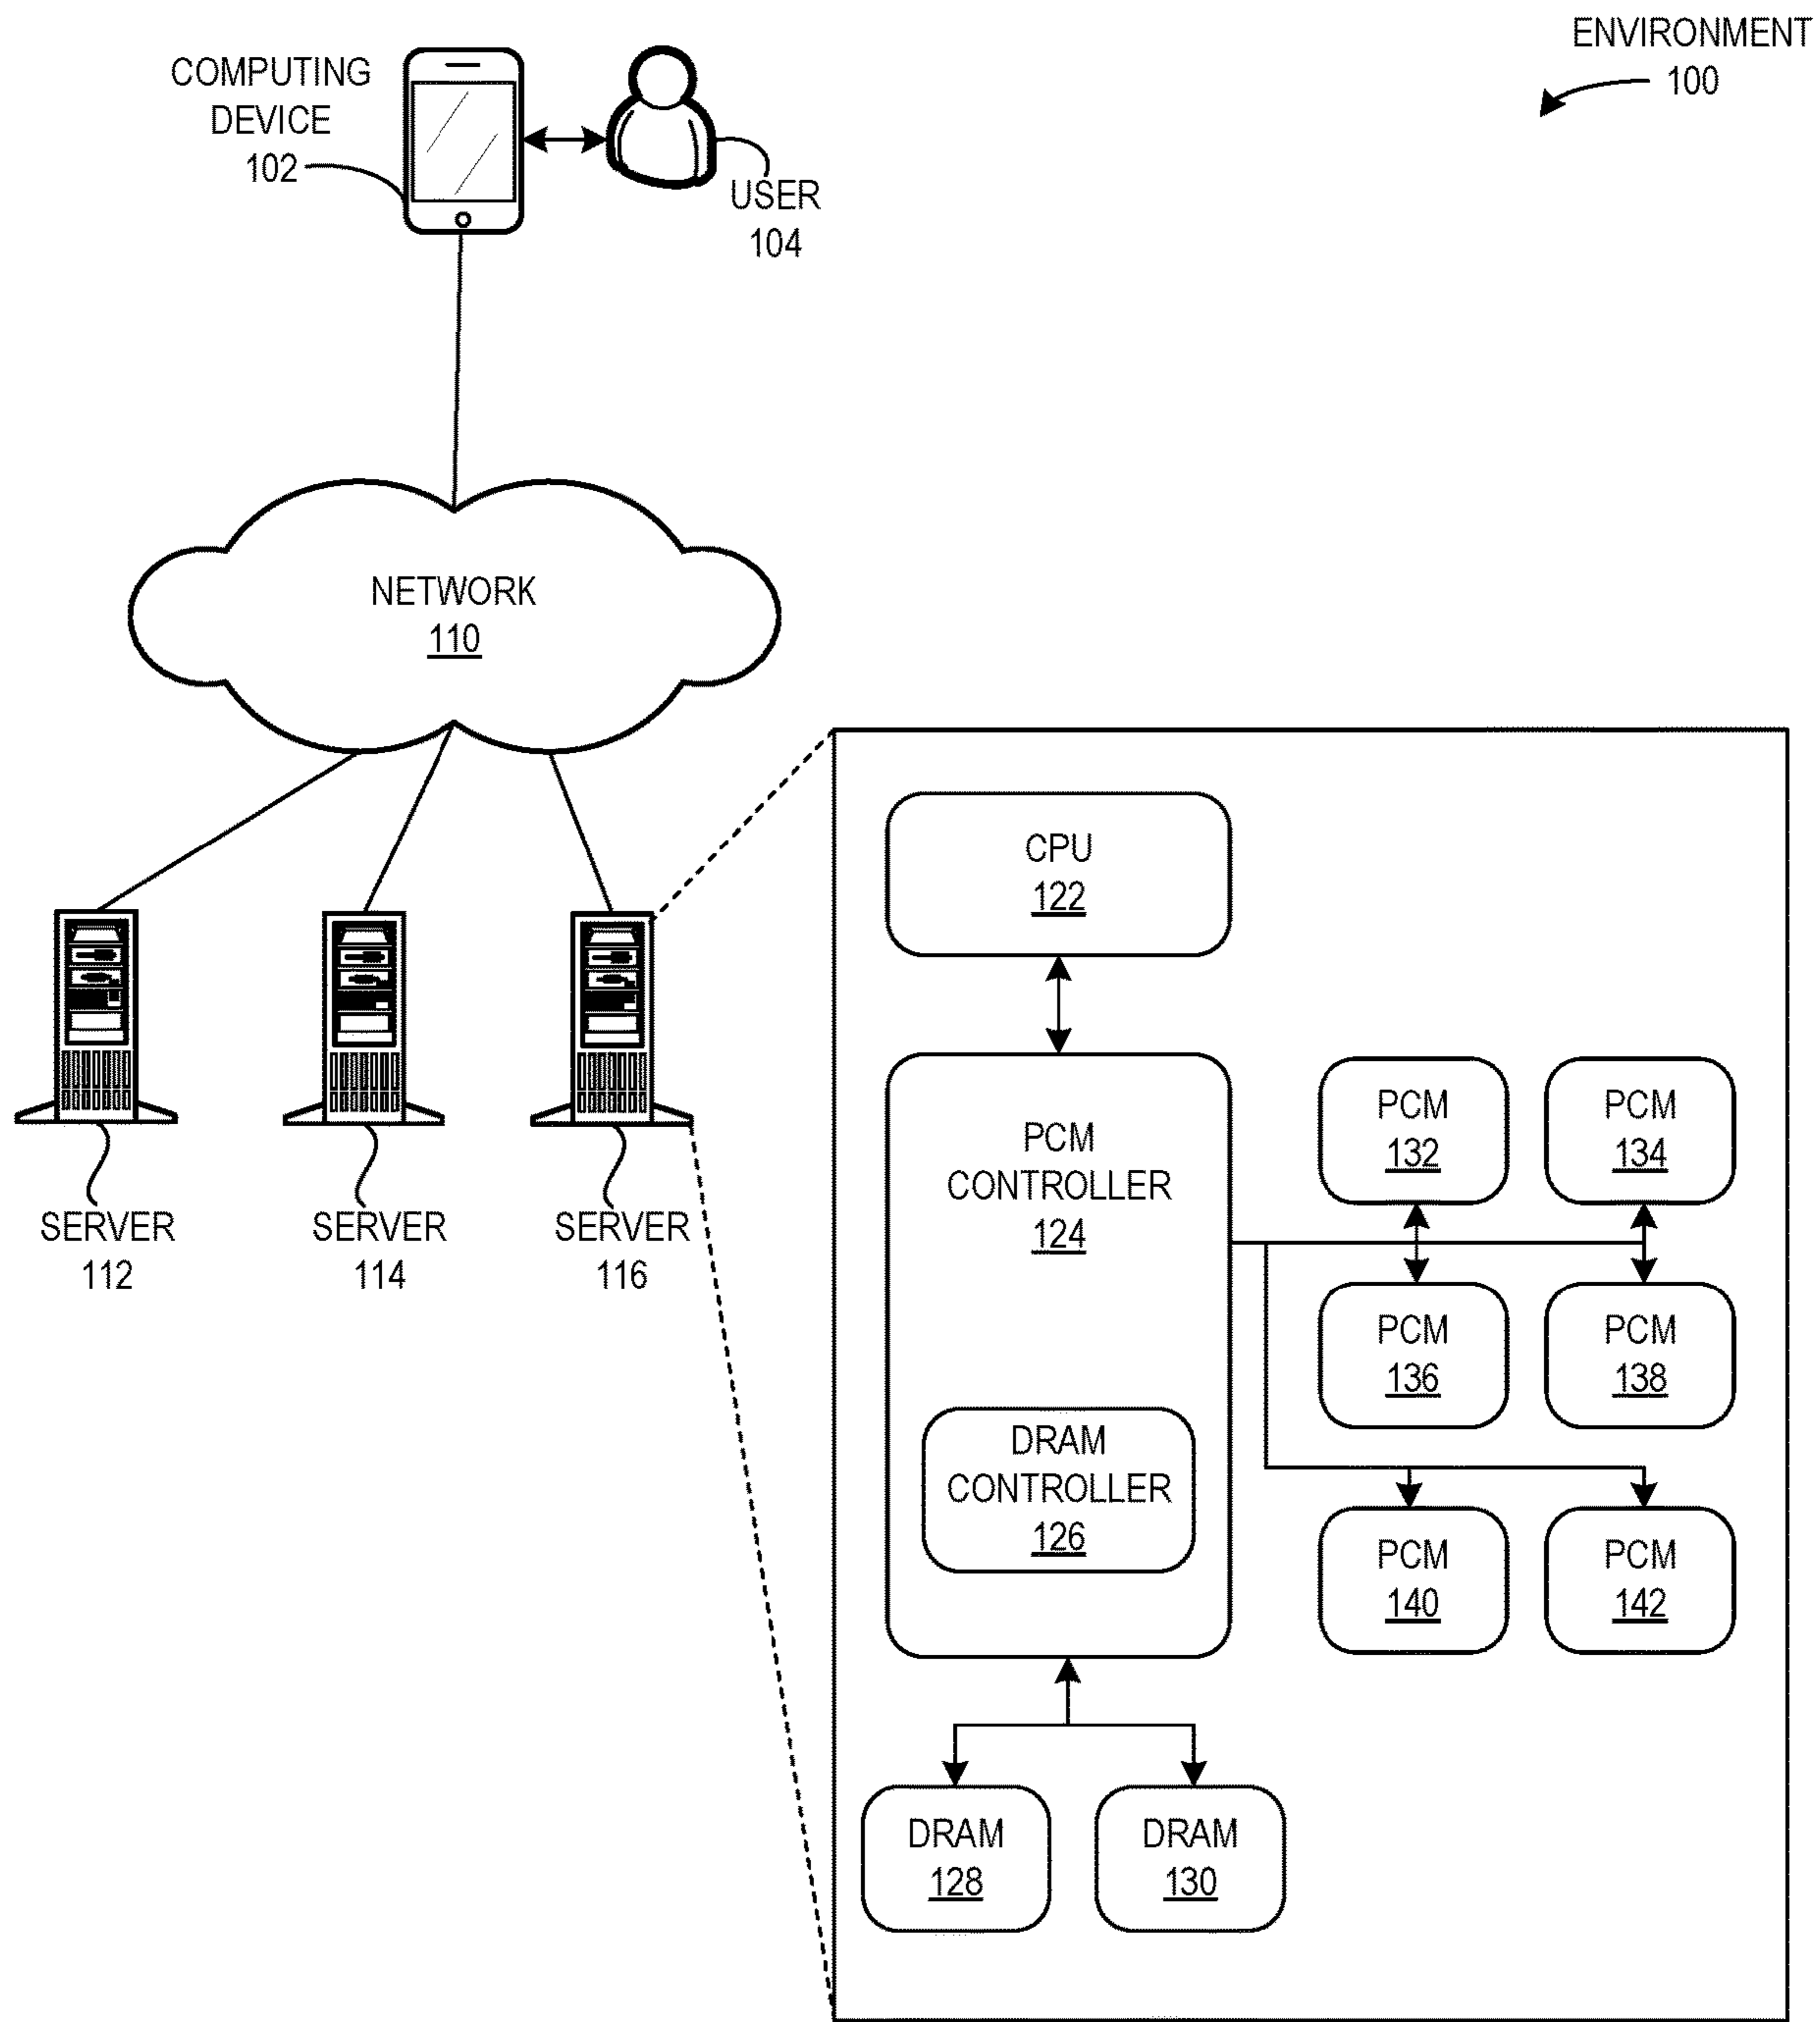 ENVIRONMENT
100
COMPUTING
DEVICE
102
USER
104
NETWORK
110
SERVER
112
SERVER
114
SERVER
116
CPU
122
PCM
CONTROLLER
124
DRAM
CONTROLLER
126
PCM
132
PCM
134
PCM
136
PCM
138
PCM
140
PCM
142
DRAM
128
DRAM
130